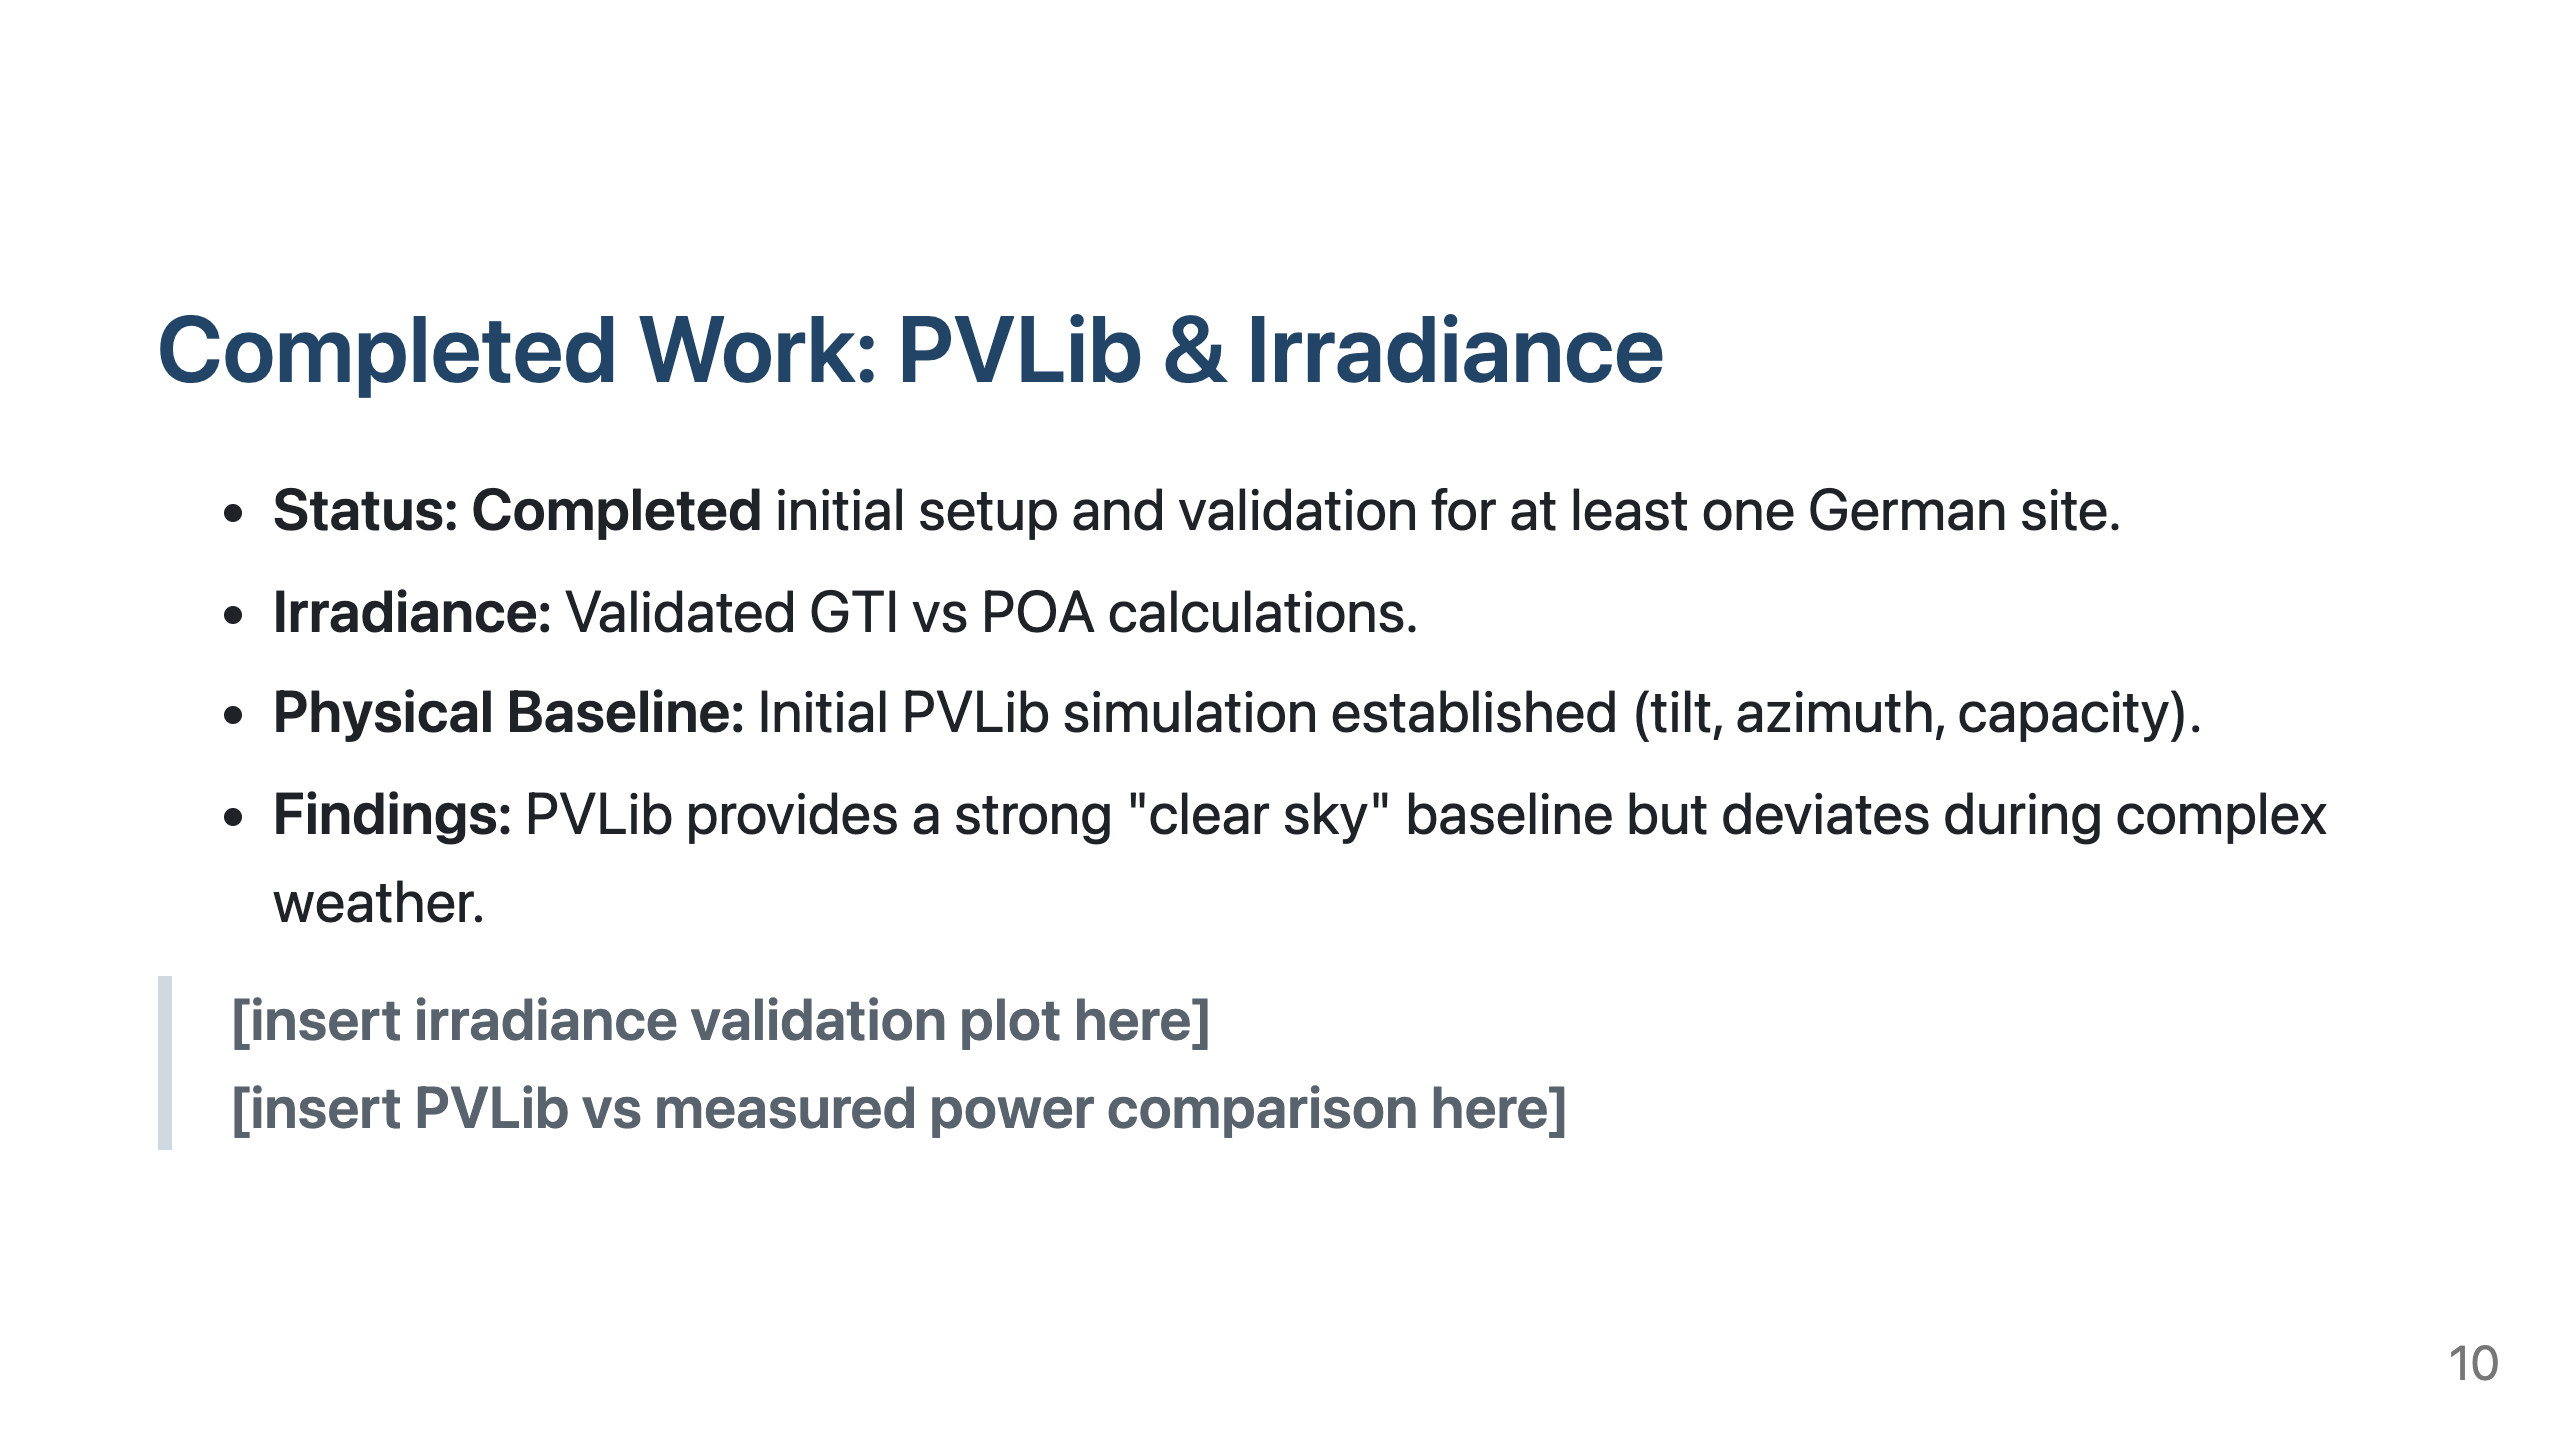 Completed Work: PVLib & Irradiance
• Status: Completed initial setup and validation for at least one German site.
• Irradiance: Validated GTI vs POA calculations.
• Physical Baseline: Initial PVLib simulation established (tilt, azimuth, capacity).
• Findings: PVLib provides a strong "clear sky" baseline but deviates during complex
weather.
[insert irradiance validation plot here]
[insert PVLib vs measured power comparison here]
10